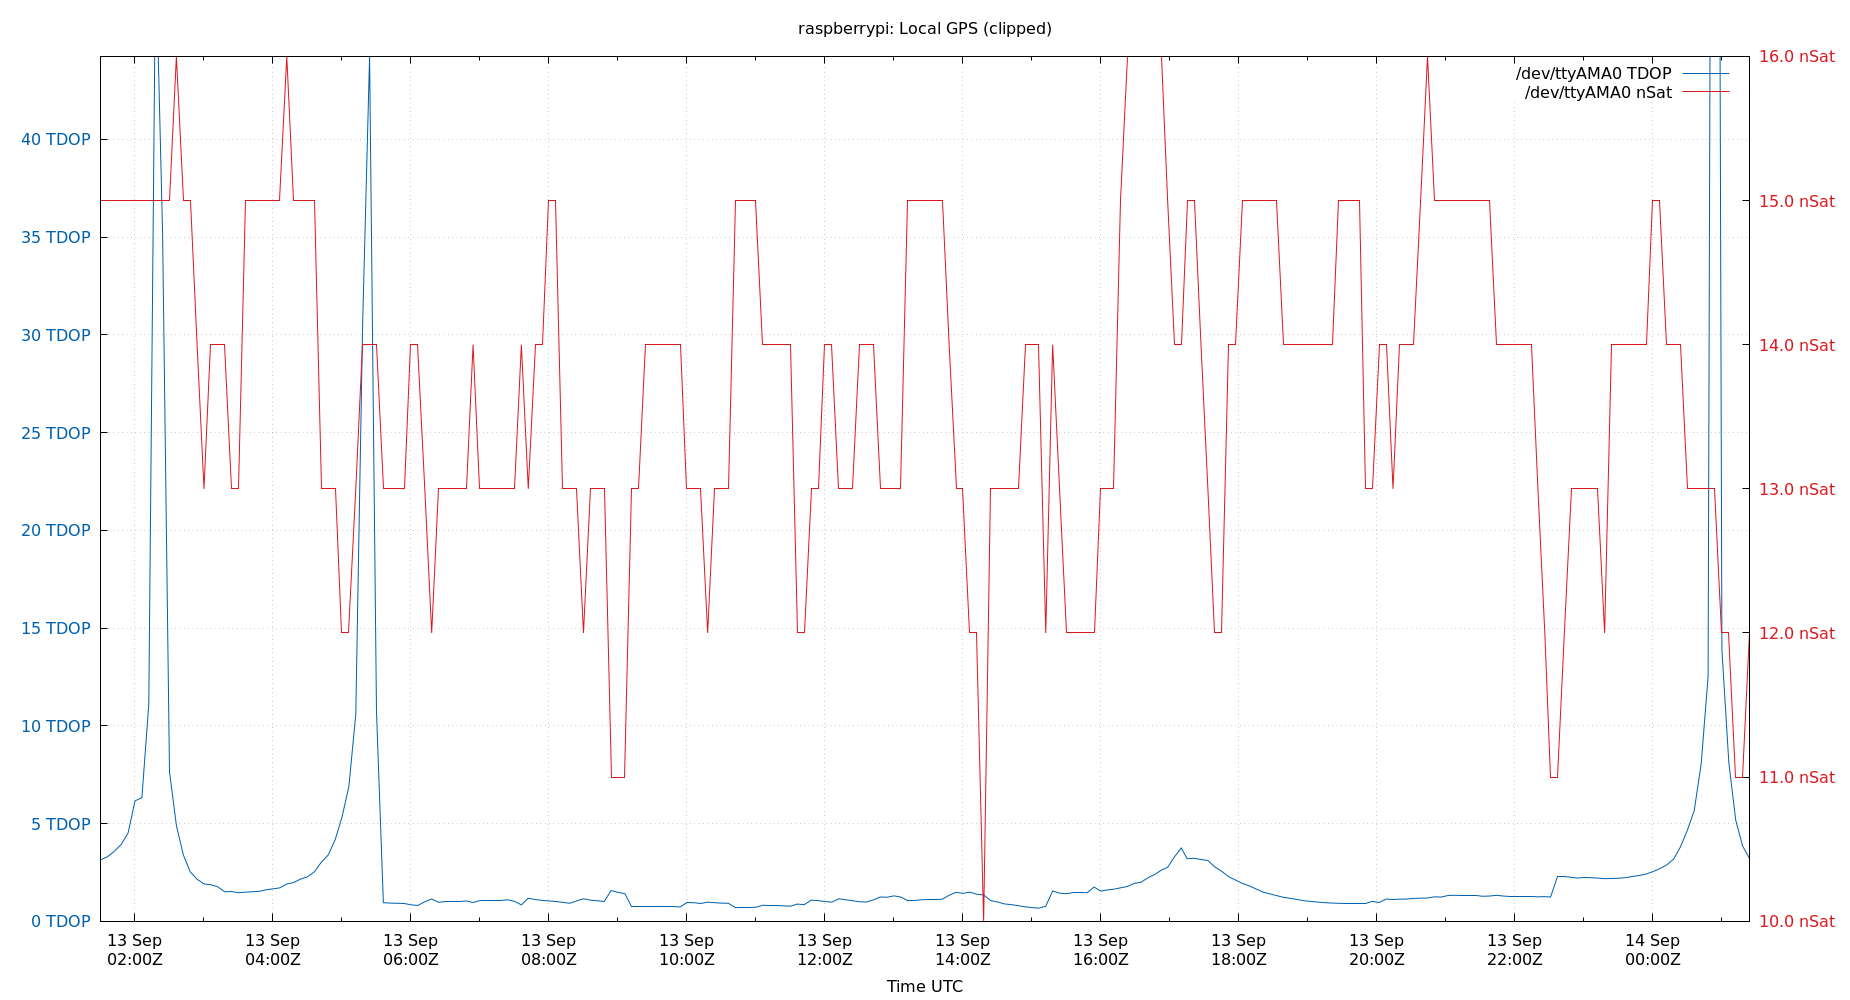 raspberrypi: Local GPS (clipped)
/dev/ttyAMA0 TDOP
/dev/ttyAMA0 nSat
40 TDOP
35 TDOP
30 TDOP
25 TDOP
20 TDOP
15 TDOP
10 TDOP
5 TDOP
0 TDOP
16.0 nSat
15.0 nSat
14.0 nSat
13.0 nSat
12.0 nSat
11.0 nSat
10.0 nSat
13 Sep 13 Sep 13 Sep 13 Sep 13 Sep 13 Sep 13 Sep 13 Sep 13 Sep 13 Sep 13 Sep 14 Sep
02:00Z 04:00Z 06:00Z 08:00Z 10:00Z 12:00Z 14:00Z 16:00Z 18:00Z 20:00Z 22:00Z 00:00Z
Time UTC